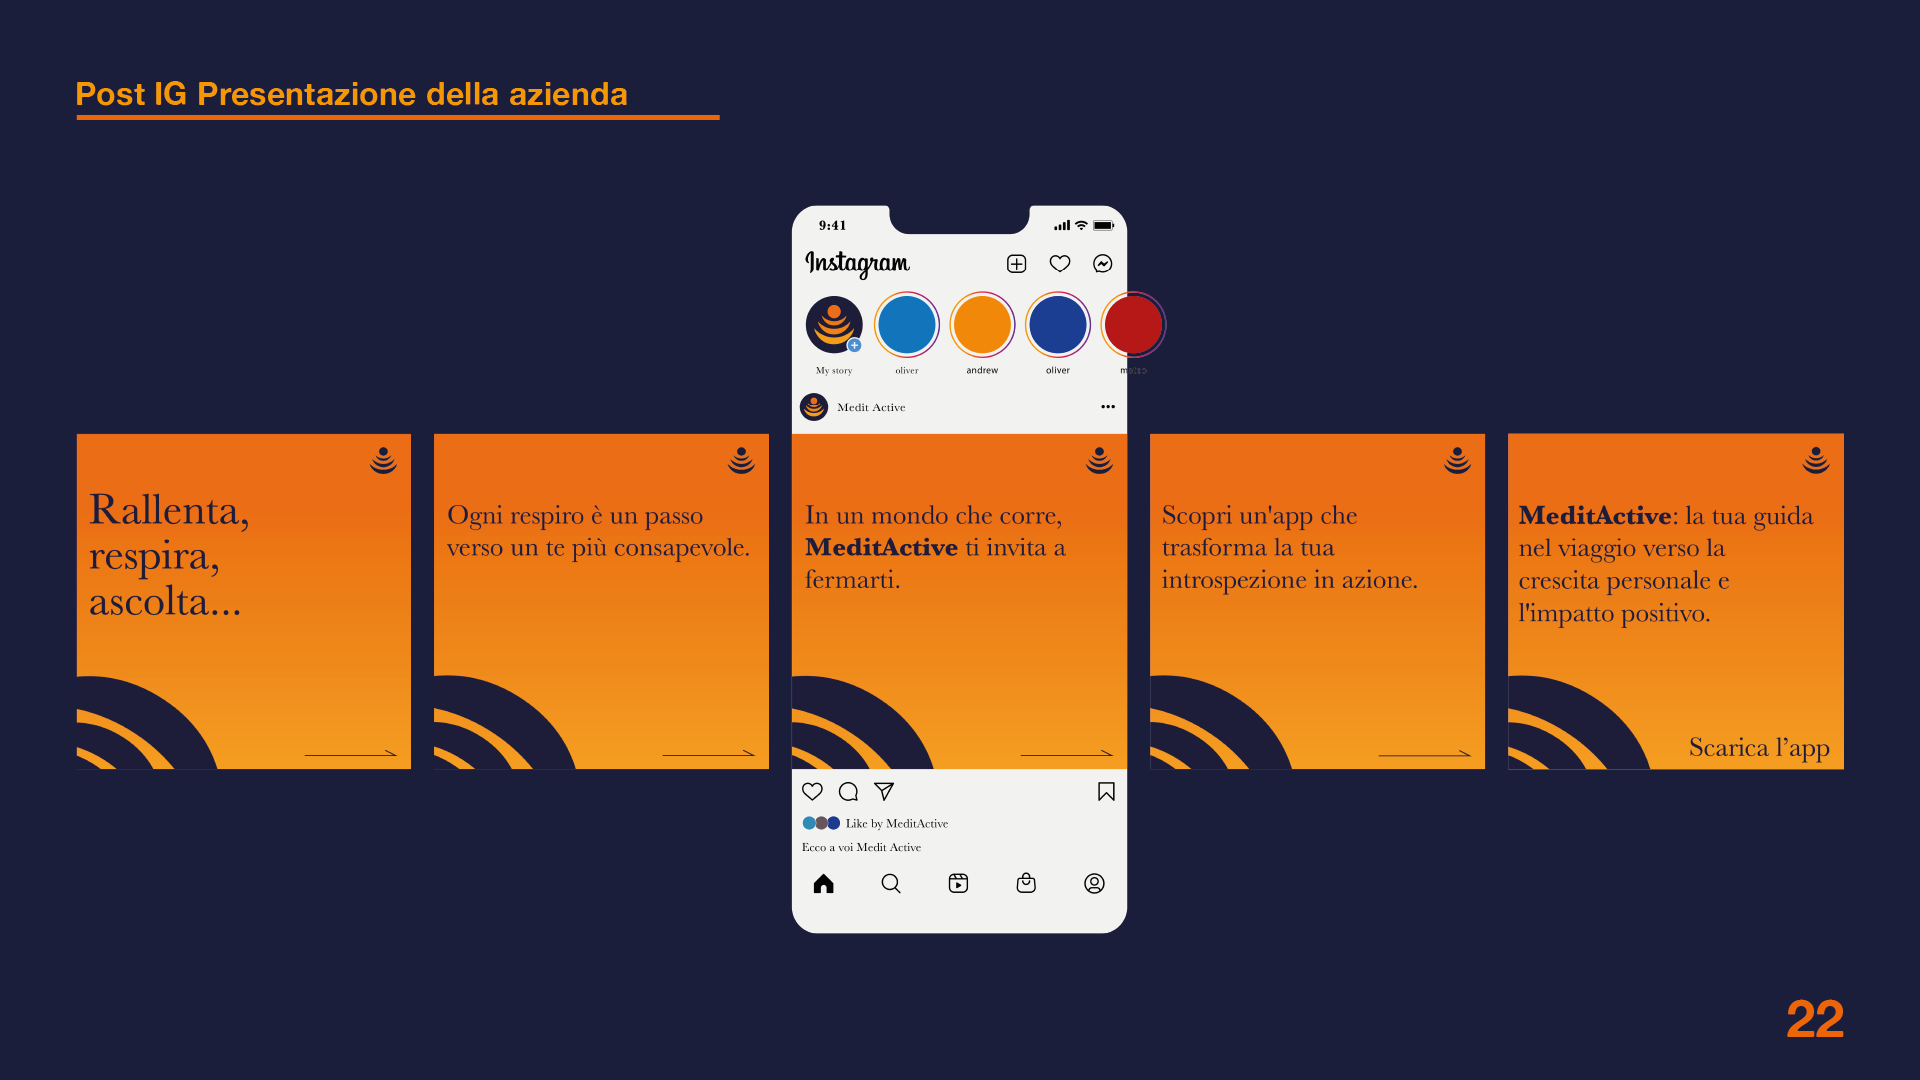 Post IG Presentazione della azienda
9:41
Instagram
My story
oliver
andrew
oliver
Medit Active
Rallenta,
respira,
ascolta...
Ogni respiro è un passo
verso un te più consapevole.
In un mondo che corre,
MeditActive ti invita a
fermarti.
Scopri un'app che
trasforma la tua
introspezione in azione.
MeditActive: la tua guida
nel viaggio verso la
crescita personale e
l'impatto positivo.
Scarica l’app
Like by MeditActive
Ecco a voi Medit Active
22